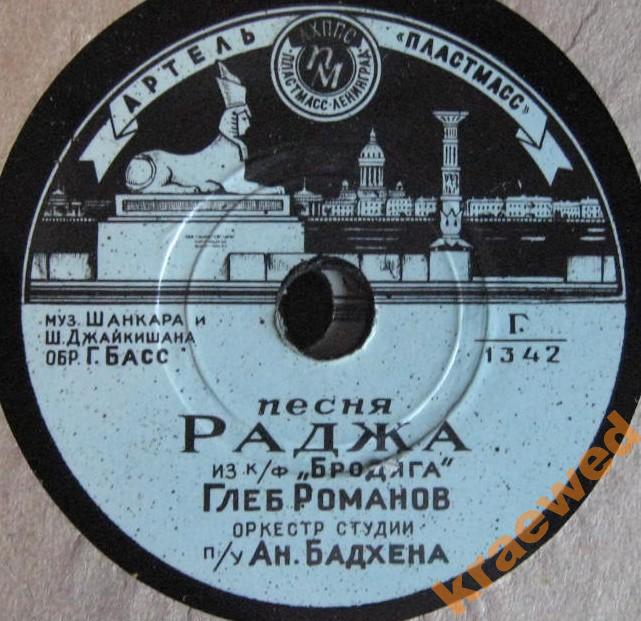 АРТЕЛЬ
ЛХППС
ПМ
ПЛАСТМАСС-ЛЕНИНГРАД
«ПЛАСТМАСС»
МУЗ. ШАНКАРА И
Ш. ДЖАЙКИШАНА
ОБР. Г. БАСС
Г.
1342
песня
РАДЖА
ИЗ К/Ф „БРОДЯГА"
ГЛЕБ РОМАНОВ
ОРКЕСТР СТУДИИ
П/У АН. БАДХЕНА
kraewed